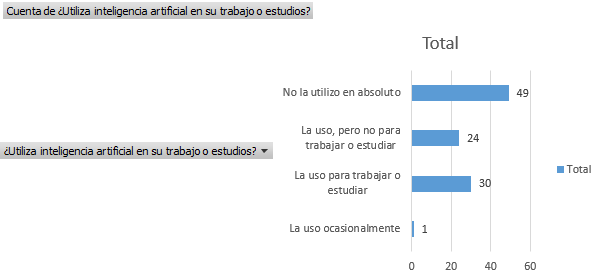 Cuenta de ¿Utiliza inteligencia artificial en su trabajo o estudios?
Total
No la utilizo en absoluto
49
La uso, pero no para
trabajar o estudiar
24
¿Utiliza inteligencia artificial en su trabajo o estudios?
La uso para trabajar o
estudiar
30
Total
La uso ocasionalmente
1
0 20 40 60